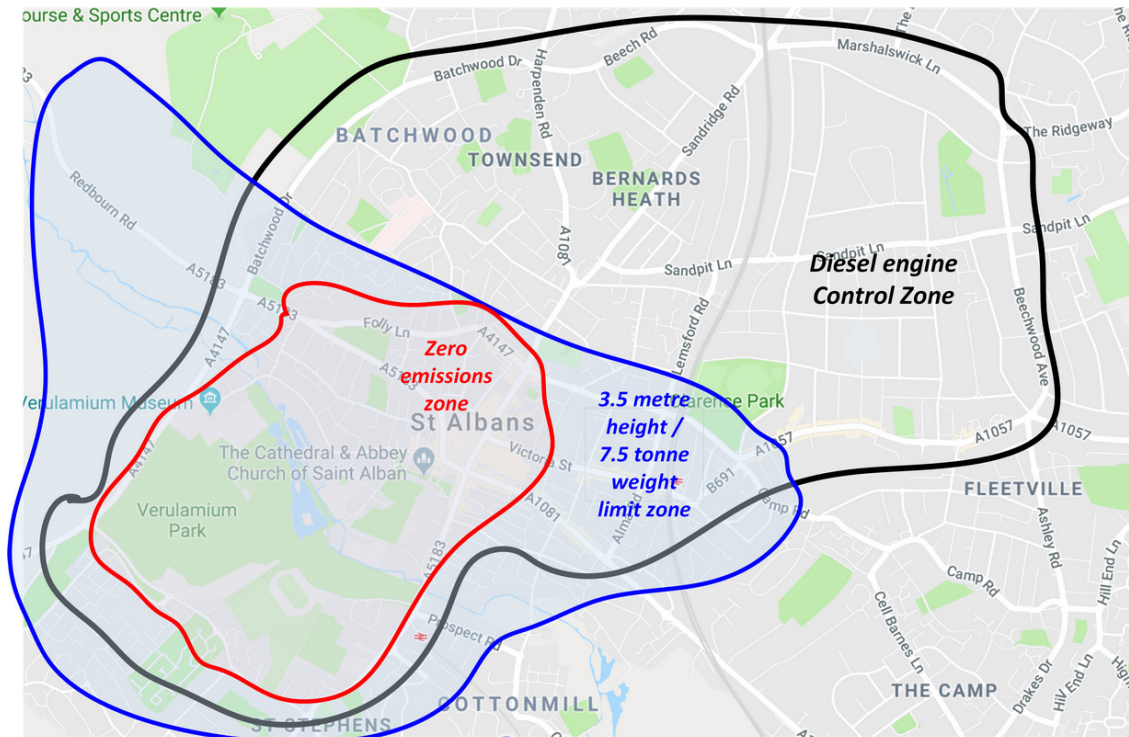 ourse & Sports Centre
Marshalswick Ln
The Ridgeway
Beech Rd
Batchwood Dr
Harpenden Rd
Sandridge Rd
BATCHWOOD
TOWNSEND
BERNARDS
HEATH
Redbourn Rd
Batchwood Dr
A5183
A1081
Sandpit Ln
Sandpit Ln
Sandpit Ln
Diesel engine
Control Zone
Beechwood Ave
A5183
Folly Ln
A4147
A4147
Zero
emissions
zone
A5183
St Albans
Lemsford Rd
Clarence Park
3.5 metre
height /
7.5 tonne
weight
limit zone
Verulamium Museum
The Cathedral & Abbey
Church of Saint Alban
Victoria St
A1057
A1057
A1057
B691
A4147
Verulamium
Park
A1081
Camp Rd
FLEETVILLE
A5183
Ashley Rd
Camp Rd
Hill End Ln
Cell Barnes Ln
Prospect Rd
THE CAMP
Drakes Dr
Hill End Ln
COTTONMILL
ST STEPHENS